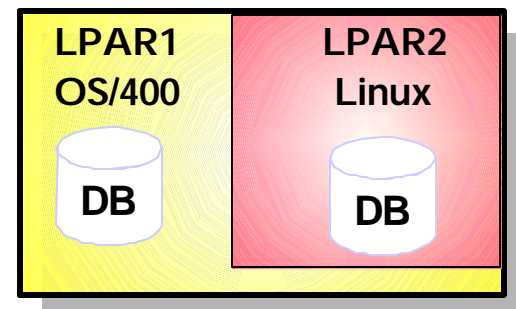 LPAR1
OS/400
DB
LPAR2
Linux
DB